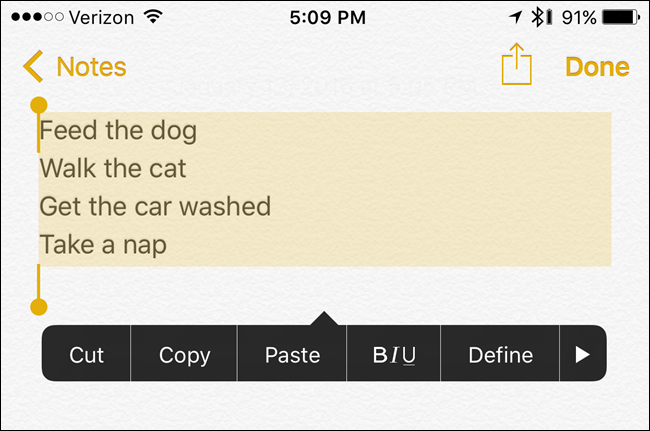 Verizon 5:09 PM 91%
Notes Done
Feed the dog
Walk the cat
Get the car washed
Take a nap
Cut Copy Paste BIU Define